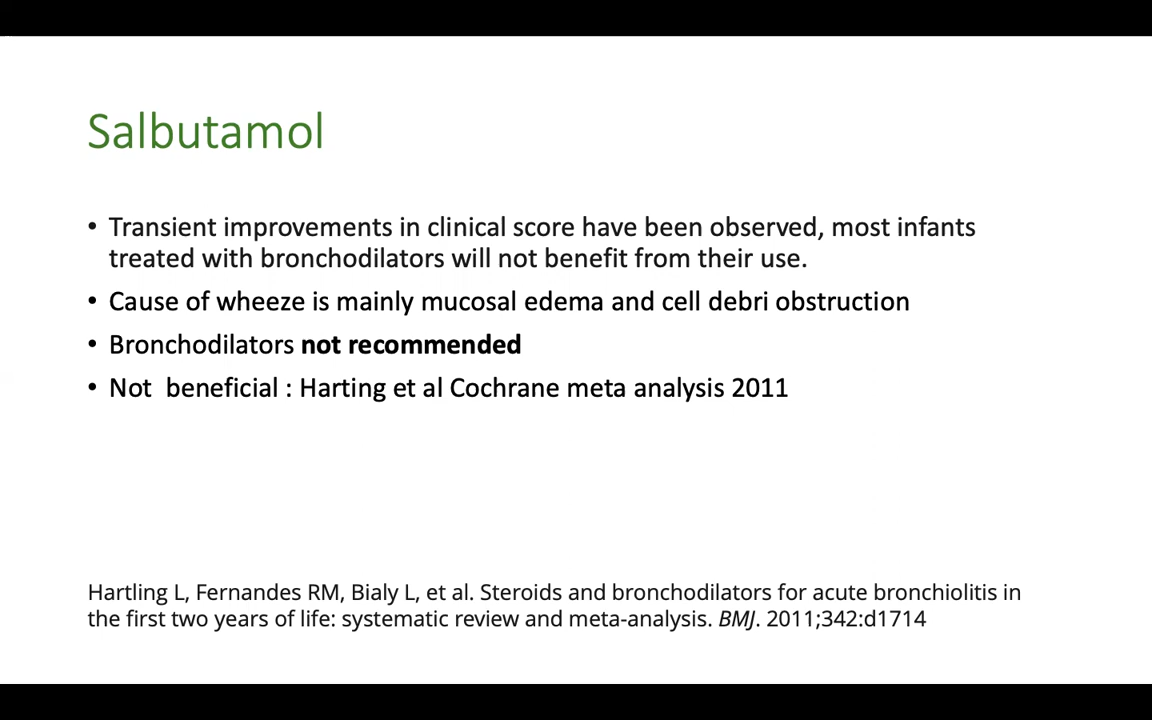 Salbutamol
• Transient improvements in clinical score have been observed, most infants
treated with bronchodilators will not benefit from their use.
• Cause of wheeze is mainly mucosal edema and cell debri obstruction
• Bronchodilators not recommended
• Not  beneficial : Harting et al Cochrane meta analysis 2011
Hartling L, Fernandes RM, Bialy L, et al. Steroids and bronchodilators for acute bronchiolitis in
the first two years of life: systematic review and meta-analysis. BMJ. 2011;342:d1714